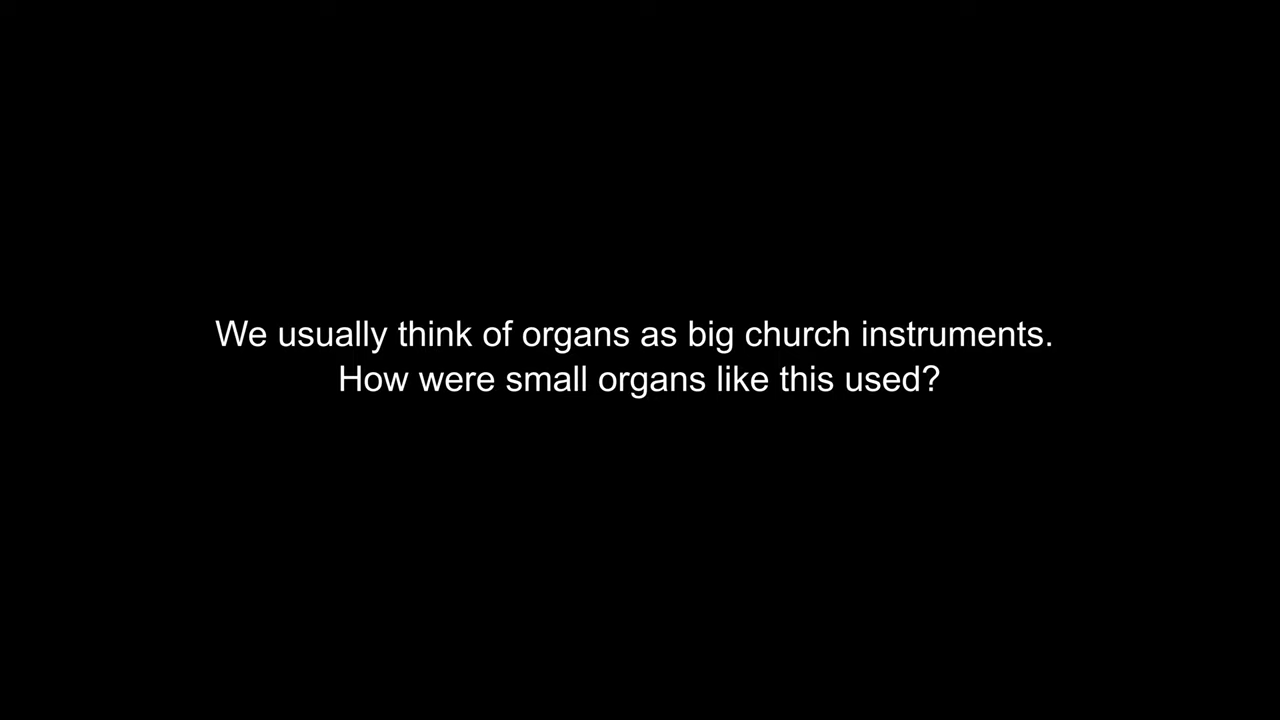 We usually think of organs as big church instruments.
How were small organs like this used?